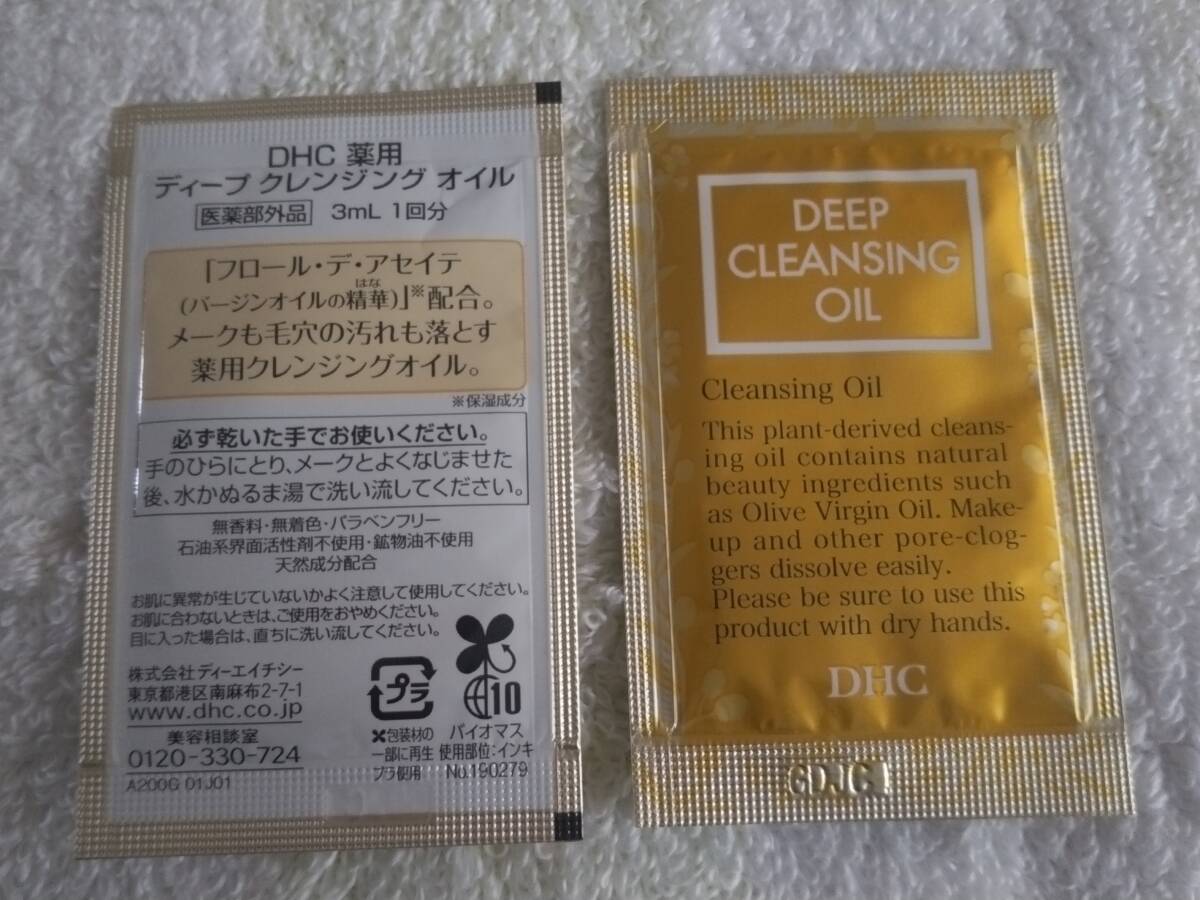 DHC 薬用
ディープ クレンジング オイル
医薬部外品 3mL 1回分
「フロール・デ・アセイテ
はな
(バージンオイルの精華)」※配合。
メークも毛穴の汚れも落とす
薬用クレンジングオイル。
※保湿成分
必ず乾いた手でお使いください。
手のひらにとり、メークとよくなじませた
後、水かぬるま湯で洗い流してください。
無香料・無着色・パラベンフリー
石油系界面活性剤不使用・鉱物油不使用
天然成分配合
お肌に異常が生じていないかよく注意して使用してください。
お肌に合わないときは、ご使用をおやめください。
目に入った場合は、直ちに洗い流してください。
株式会社ディーエイチシー
東京都港区南麻布2-7-1
www.dhc.co.jp
美容相談室
0120-330-724
A200G 01J01
プラ
※包装材の
一部に再生
プラ使用
10
バイオマス
使用部位:インキ
No.190279
DEEP
CLEANSING
OIL
Cleansing Oil
This plant-derived cleans-
ing oil contains natural
beauty ingredients such
as Olive Virgin Oil. Make-
up and other pore-clog-
gers dissolve easily.
Please be sure to use this
product with dry hands.
DHC
GDJC1